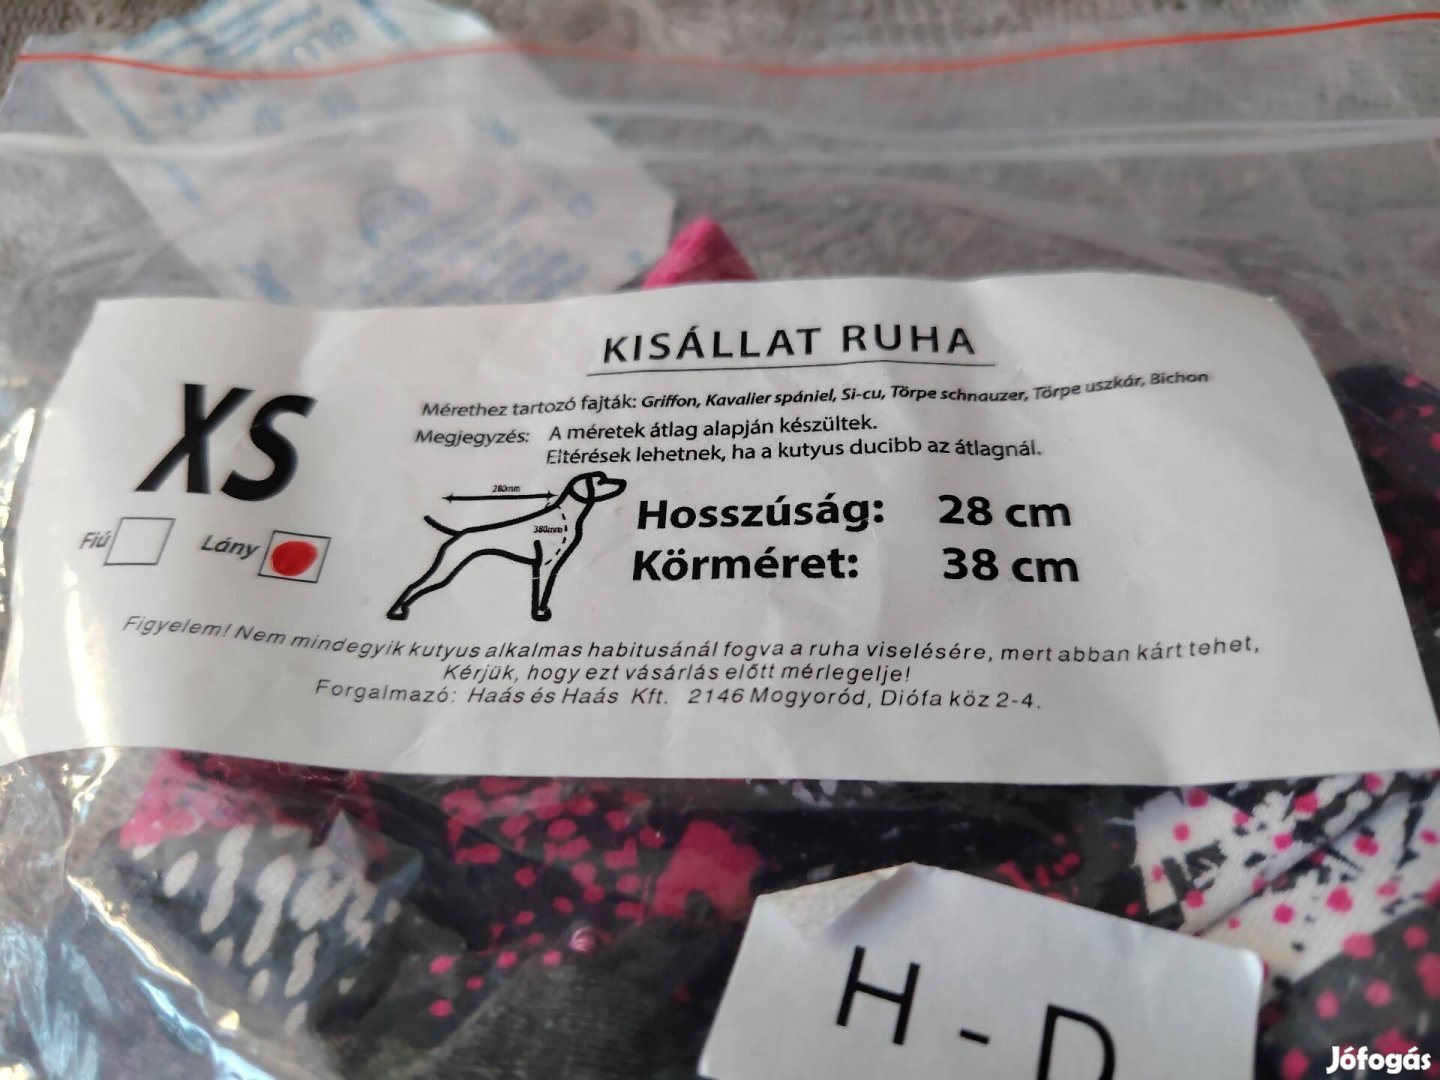 KISÁLLAT RUHA
XS
Mérethez tartozó fajták: Griffon, Kavalier spániel, Si-cu, Törpe schnauzer, Törpe uszkár, Bichon
Megjegyzés: A méretek átlag alapján készültek.
Eltérések lehetnek, ha a kutyus ducibb az átlagnál.
280mm
380mm
Hosszúság: 28 cm
Körméret: 38 cm
Fiú Lány
Figyelem! Nem mindegyik kutyus alkalmas habitusánál fogva a ruha viselésére, mert abban kárt tehet,
Kérjük, hogy ezt vásárlás előtt mérlegelje!
Forgalmazó: Haás és Haás Kft. 2146 Mogyoród, Diófa köz 2-4.
H - D
Jófogás